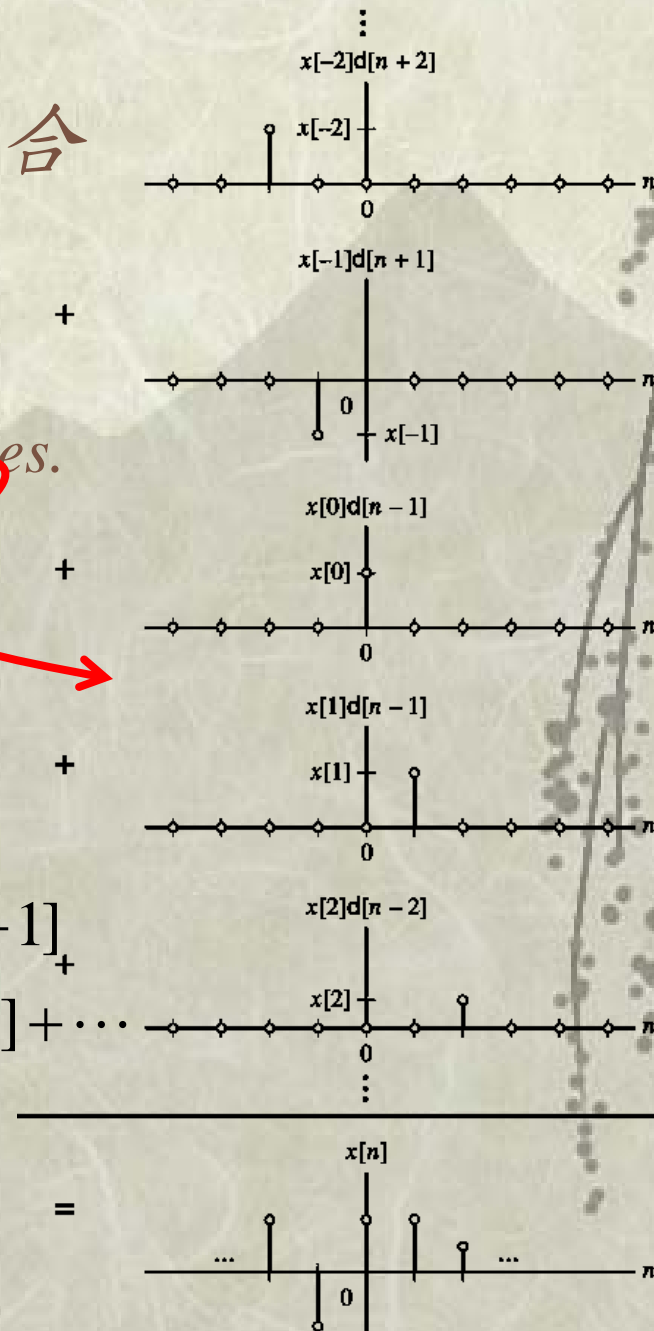 ⋮
x[-2]d[n + 2]
合
x[-2]
n
0
x[-1]d[n + 1]
+
n
0
x[-1]
es.
x[0]d[n - 1]
+
x[0]
n
0
x[1]d[n - 1]
+
x[1]
n
0
x[2]d[n - 2]
-1]
+
x[2]
] + ⋯
n
0
⋮
x[n]
=
... ...
n
0